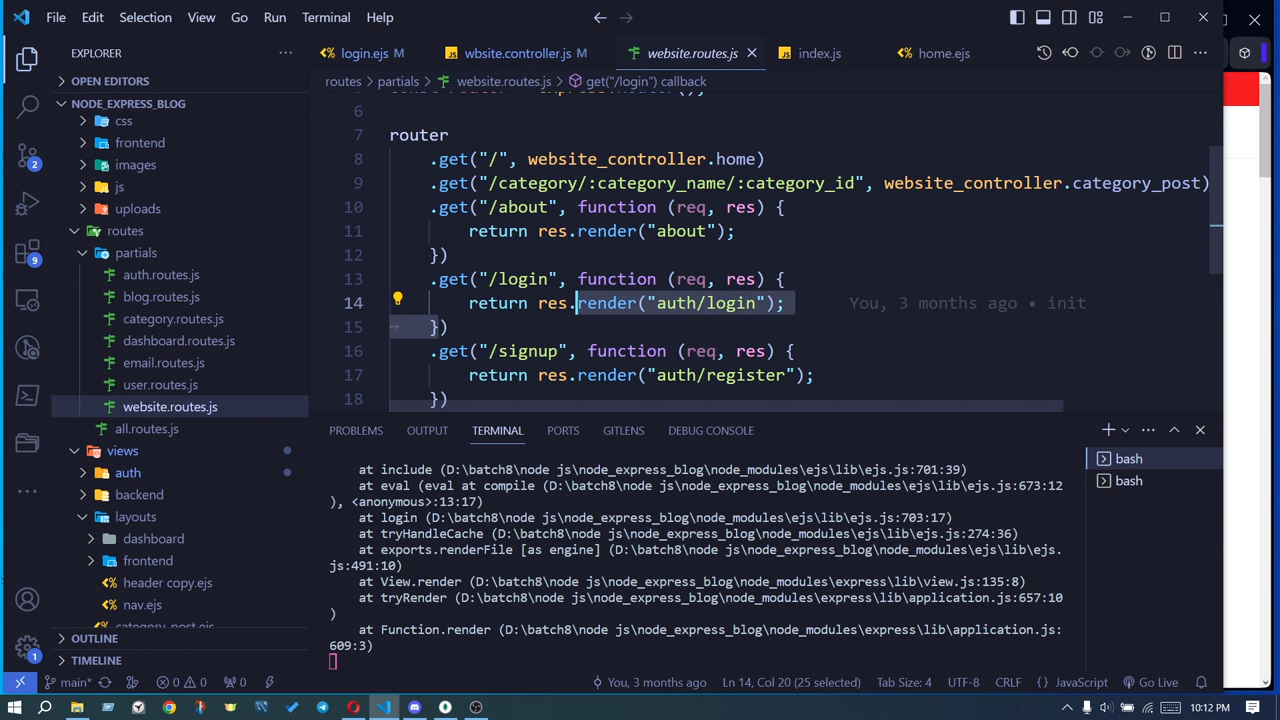 File Edit Selection View Go Run Terminal Help
EXPLORER
OPEN EDITORS
NODE_EXPRESS_BLOG
css
frontend
images
js
uploads
routes
partials
auth.routes.js
blog.routes.js
category.routes.js
dashboard.routes.js
email.routes.js
user.routes.js
website.routes.js
all.routes.js
views
auth
backend
layouts
dashboard
frontend
header copy.ejs
nav.ejs
category_post.ejs
OUTLINE
TIMELINE
2
9
1
login.ejs M wbsite.controller.js M website.routes.js index.js home.ejs
routes > partials > website.routes.js > get("/login") callback
6
7 router
8 .get("/", website_controller.home)
9 .get("/category/:category_name/:category_id", website_controller.category_post)
10 .get("/about", function (req, res) {
11 return res.render("about");
12 })
13 .get("/login", function (req, res) {
14 return res.render("auth/login"); You, 3 months ago • init
15 })
16 .get("/signup", function (req, res) {
17 return res.render("auth/register");
18 })
PROBLEMS OUTPUT TERMINAL PORTS GITLENS DEBUG CONSOLE
at include (D:\batch8\node js\node_express_blog\node_modules\ejs\lib\ejs.js:701:39)
at eval (eval at compile (D:\batch8\node js\node_express_blog\node_modules\ejs\lib\ejs.js:673:12
), <anonymous>:13:17)
at login (D:\batch8\node js\node_express_blog\node_modules\ejs\lib\ejs.js:703:17)
at tryHandleCache (D:\batch8\node js\node_express_blog\node_modules\ejs\lib\ejs.js:274:36)
at exports.renderFile [as engine] (D:\batch8\node js\node_express_blog\node_modules\ejs\lib\ejs.
js:491:10)
at View.render (D:\batch8\node js\node_express_blog\node_modules\express\lib\view.js:135:8)
at tryRender (D:\batch8\node js\node_express_blog\node_modules\express\lib\application.js:657:10
)
at Function.render (D:\batch8\node js\node_express_blog\node_modules\express\lib\application.js:
609:3)
bash
bash
main* 0 0 0 You, 3 months ago Ln 14, Col 20 (25 selected) Tab Size: 4 UTF-8 CRLF {} JavaScript Go Live
10:12 PM